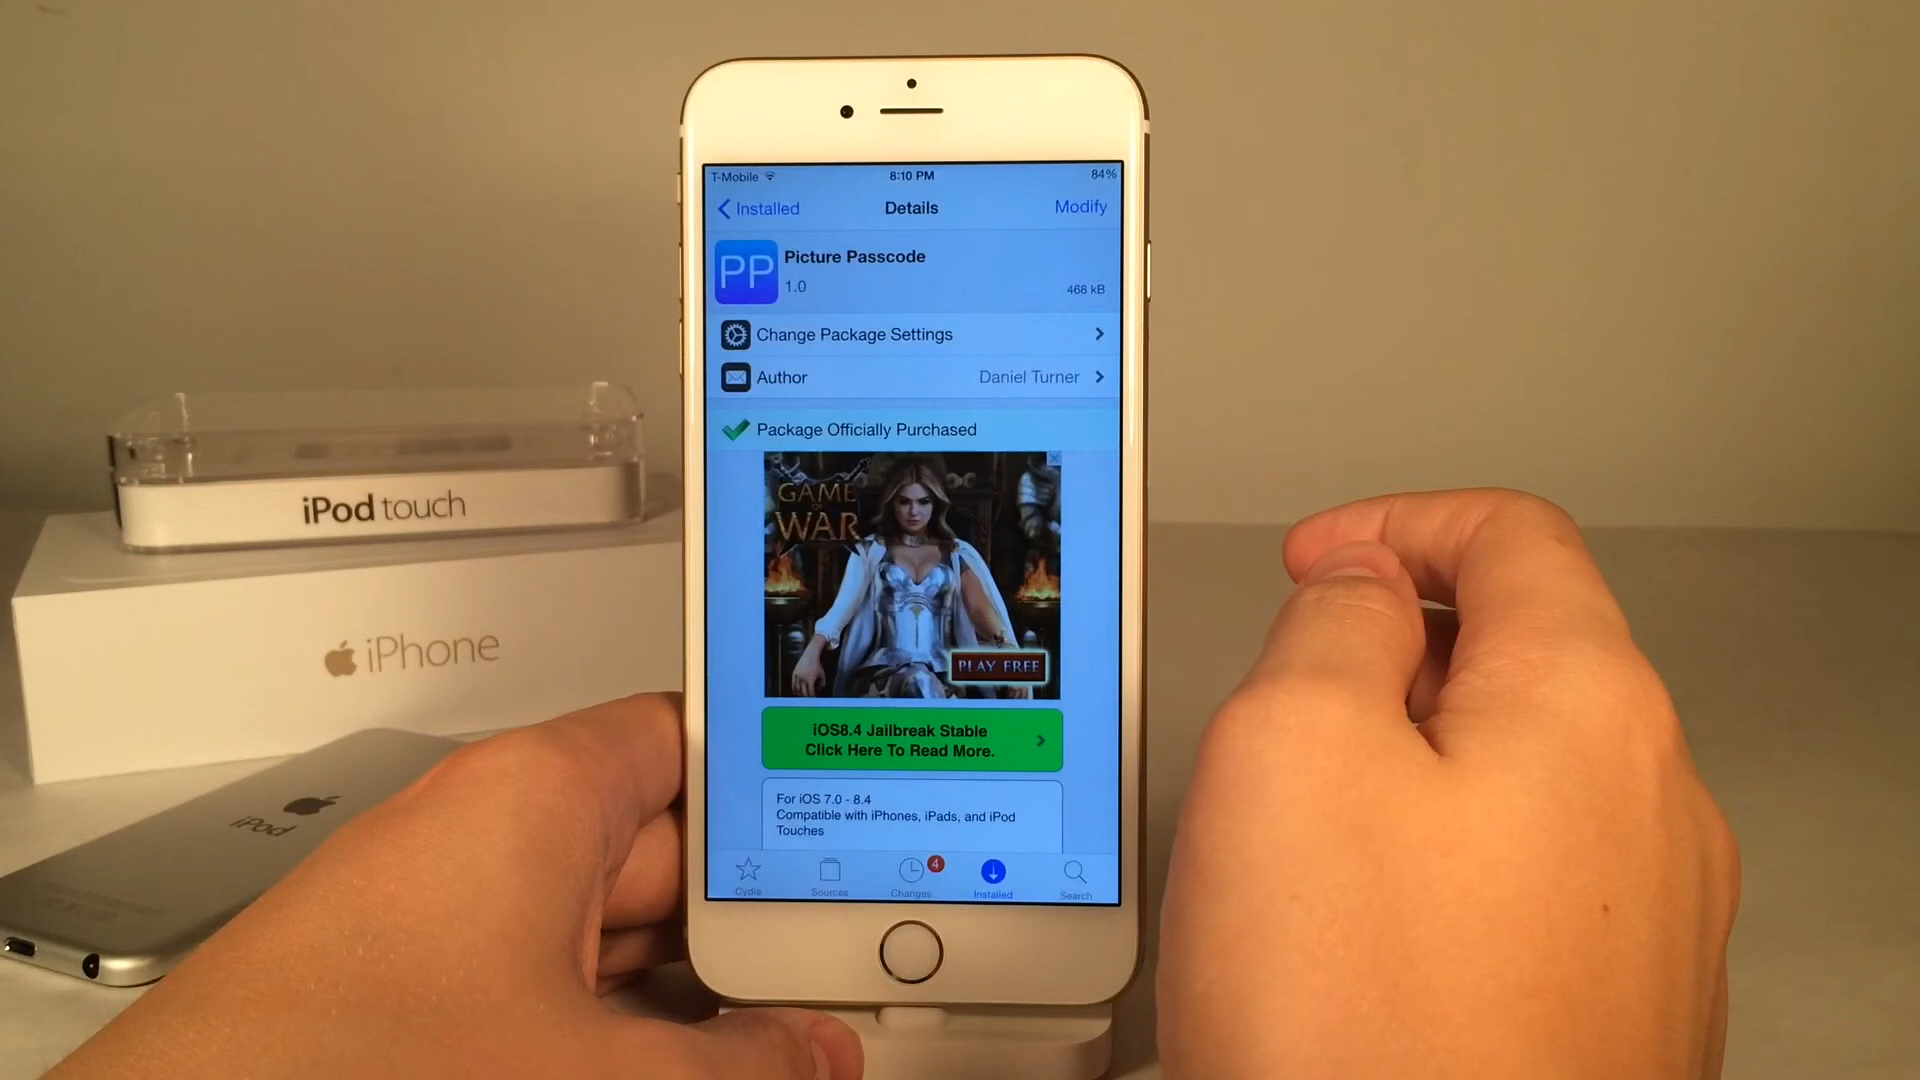 T-Mobile
8:10 PM
84%
Installed
Details
Modify
PP
Picture Passcode
1.0
468 kB
Change Package Settings
Author
Daniel Turner
Package Officially Purchased
GAME
OF
WAR
PLAY FREE
iOS8.4 Jailbreak Stable
Click Here To Read More.
For iOS 7.0 - 8.4
Compatible with iPhones, iPads, and iPod
Touches
Cydia
Sources
4
Changes
Installed
Search
iPod touch
iPhone
iPod